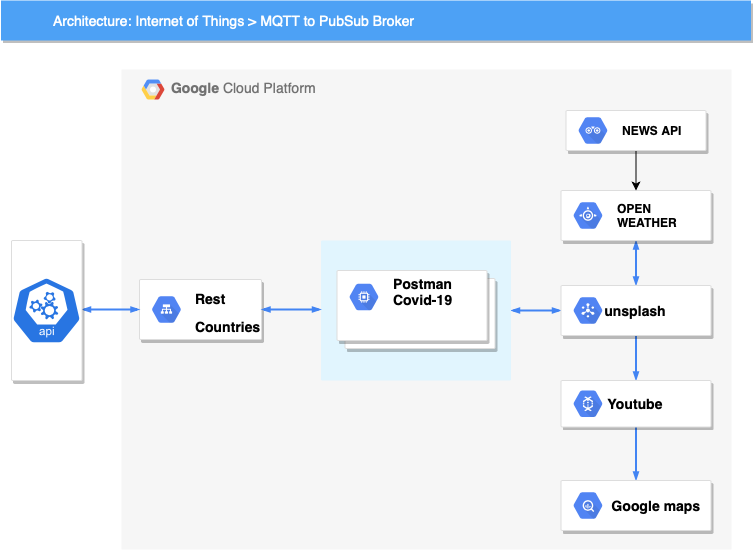 Architecture: Internet of Things > MQTT to PubSub Broker
Google Cloud Platform
NEWS API
OPEN
WEATHER
Postman
Covid-19
Rest
Countries
unsplash
api
Youtube
Google maps